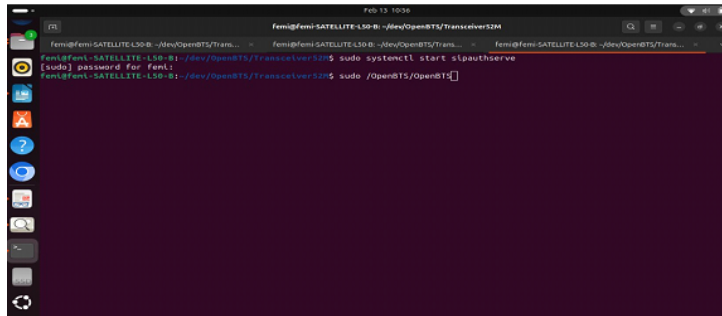 Feb 13 10:36
femi@femi-SATELLITE-L50-B: ~/dev/OpenBTS/Transceiver52M
femi@femi-SATELLITE-L50-B: ~/dev/OpenBTS/Trans... femi@femi-SATELLITE-L50-B: ~/dev/OpenBTS/Trans... femi@femi-SATELLITE-L50-B: ~/dev/OpenBTS/Trans...
femi@femi-SATELLITE-L50-B:~/dev/OpenBTS/Transceiver52M$ sudo systemctl start sipauthserve
[sudo] password for femi:
femi@femi-SATELLITE-L50-B:~/dev/OpenBTS/Transceiver52M$ sudo /OpenBTS/OpenBTS